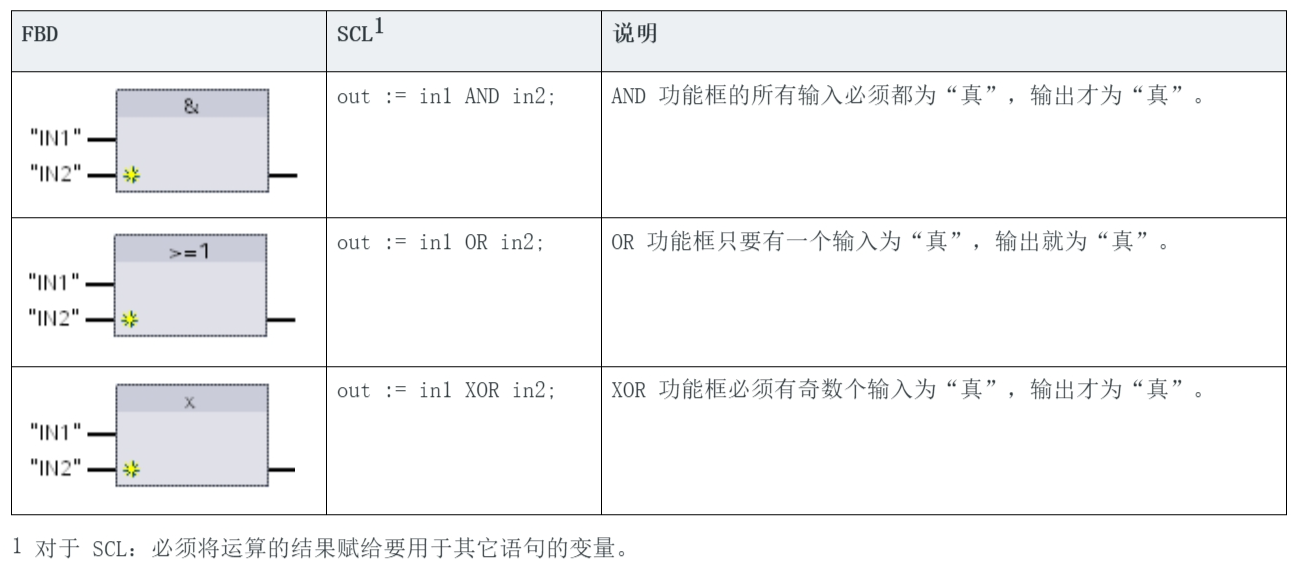 FBD SCL1 说明
&
"IN1"
"IN2"
out := in1 AND in2;
AND 功能框的所有输入必须都为“真”，输出才为“真”。
>=1
"IN1"
"IN2"
out := in1 OR in2;
OR 功能框只要有一个输入为“真”，输出就为“真”。
x
"IN1"
"IN2"
out := in1 XOR in2;
XOR 功能框必须有奇数个输入为“真”，输出才为“真”。
1 对于 SCL：必须将运算的结果赋给要用于其它语句的变量。